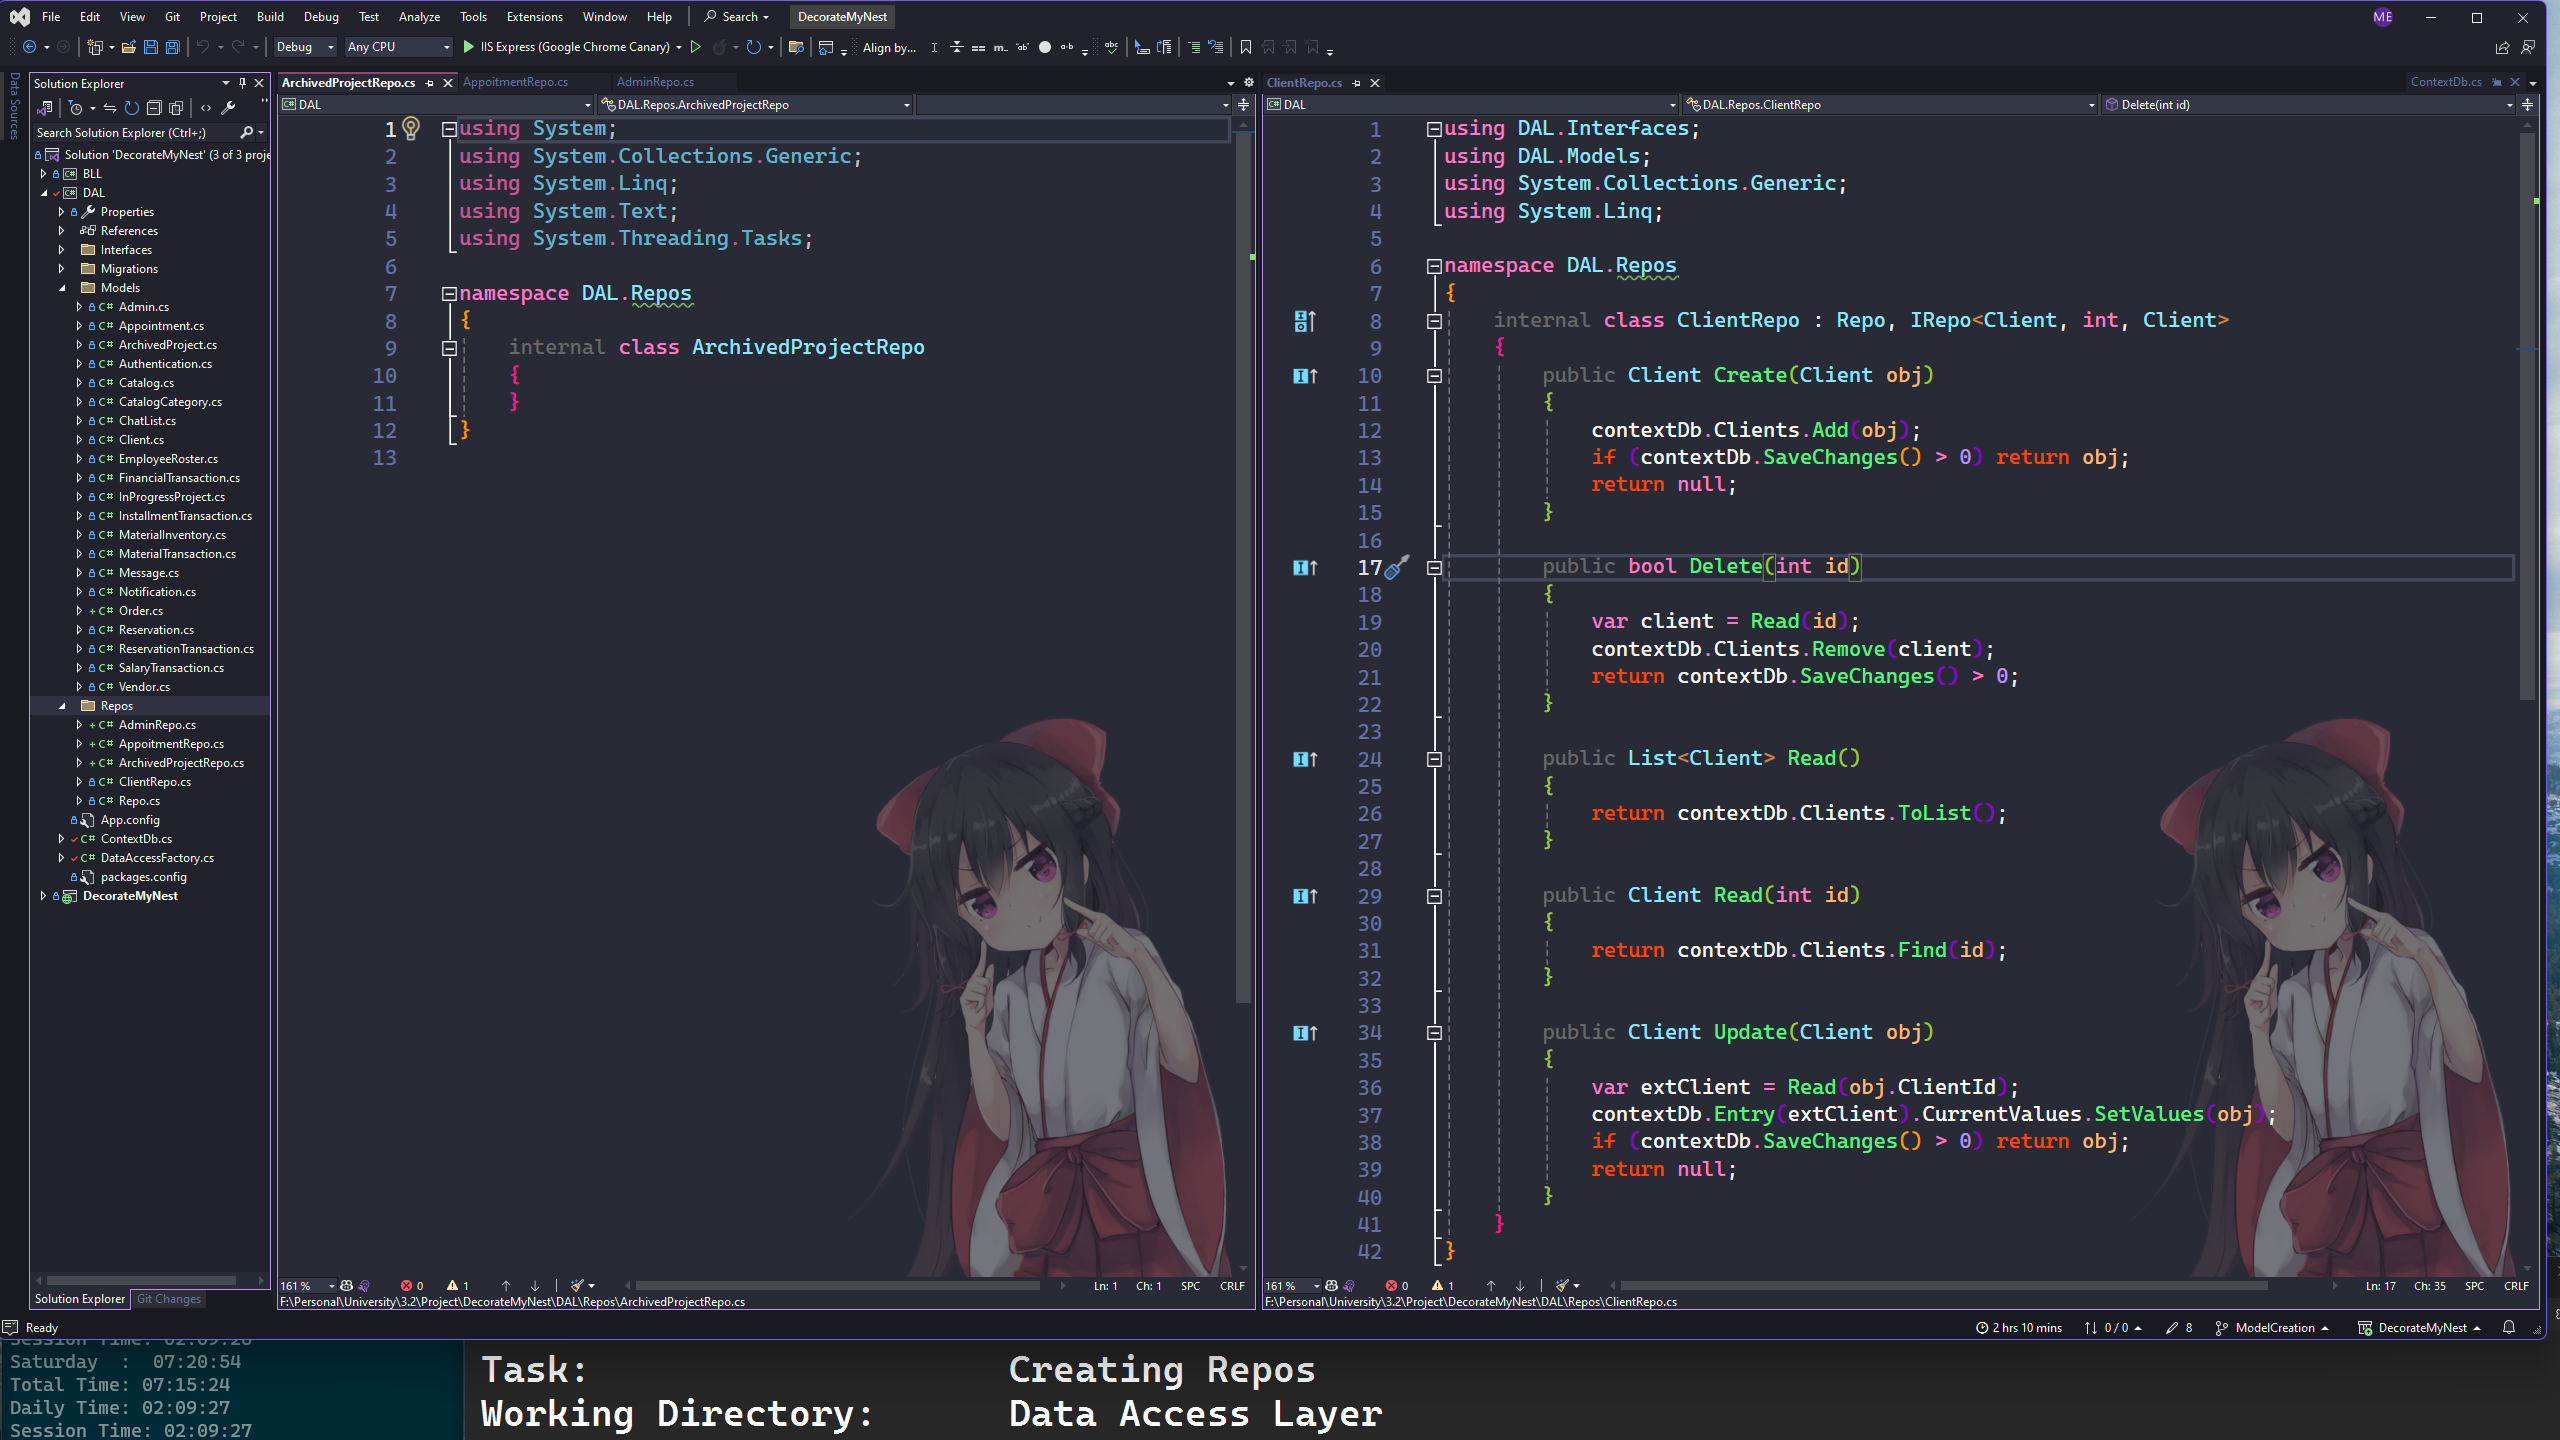 File Edit View Git Project Build Debug Test Analyze Tools Extensions Window Help Search DecorateMyNest ME
Debug Any CPU IIS Express (Google Chrome Canary) Align by...
Data Sources
Solution Explorer
Search Solution Explorer (Ctrl+;)
Solution 'DecorateMyNest' (3 of 3 proje
BLL
DAL
Properties
References
Interfaces
Migrations
Models
Admin.cs
Appointment.cs
ArchivedProject.cs
Authentication.cs
Catalog.cs
CatalogCategory.cs
ChatList.cs
Client.cs
EmployeeRoster.cs
FinancialTransaction.cs
InProgressProject.cs
InstallmentTransaction.cs
MaterialInventory.cs
MaterialTransaction.cs
Message.cs
Notification.cs
Order.cs
Reservation.cs
ReservationTransaction.cs
SalaryTransaction.cs
Vendor.cs
Repos
AdminRepo.cs
AppoitmentRepo.cs
ArchivedProjectRepo.cs
ClientRepo.cs
Repo.cs
App.config
ContextDb.cs
DataAccessFactory.cs
packages.config
DecorateMyNest
Solution Explorer Git Changes
ArchivedProjectRepo.cs AppoitmentRepo.cs AdminRepo.cs
DAL DAL.Repos.ArchivedProjectRepo
1 using System;
2 using System.Collections.Generic;
3 using System.Linq;
4 using System.Text;
5 using System.Threading.Tasks;
6
7 namespace DAL.Repos
8 {
9 internal class ArchivedProjectRepo
10 {
11 }
12 }
13
161 % 0 1 Ln: 1 Ch: 1 SPC CRLF
F:\Personal\University\3.2\Project\DecorateMyNest\DAL\Repos\ArchivedProjectRepo.cs
ClientRepo.cs ContextDb.cs
DAL DAL.Repos.ClientRepo Delete(int id)
1 using DAL.Interfaces;
2 using DAL.Models;
3 using System.Collections.Generic;
4 using System.Linq;
5
6 namespace DAL.Repos
7 {
8 internal class ClientRepo : Repo, IRepo<Client, int, Client>
9 {
10 public Client Create(Client obj)
11 {
12 contextDb.Clients.Add(obj);
13 if (contextDb.SaveChanges() > 0) return obj;
14 return null;
15 }
16
17 public bool Delete(int id)
18 {
19 var client = Read(id);
20 contextDb.Clients.Remove(client);
21 return contextDb.SaveChanges() > 0;
22 }
23
24 public List<Client> Read()
25 {
26 return contextDb.Clients.ToList();
27 }
28
29 public Client Read(int id)
30 {
31 return contextDb.Clients.Find(id);
32 }
33
34 public Client Update(Client obj)
35 {
36 var extClient = Read(obj.ClientId);
37 contextDb.Entry(extClient).CurrentValues.SetValues(obj);
38 if (contextDb.SaveChanges() > 0) return obj;
39 return null;
40 }
41 }
42 }
161 % 0 1 Ln: 17 Ch: 35 SPC CRLF
F:\Personal\University\3.2\Project\DecorateMyNest\DAL\Repos\ClientRepo.cs
Ready 2 hrs 10 mins 0 / 0 8 ModelCreation DecorateMyNest
Session Time: 02:09:26
Saturday : 07:20:54
Total Time: 07:15:24
Daily Time: 02:09:27
Session Time: 02:09:27
Task: Creating Repos
Working Directory: Data Access Layer